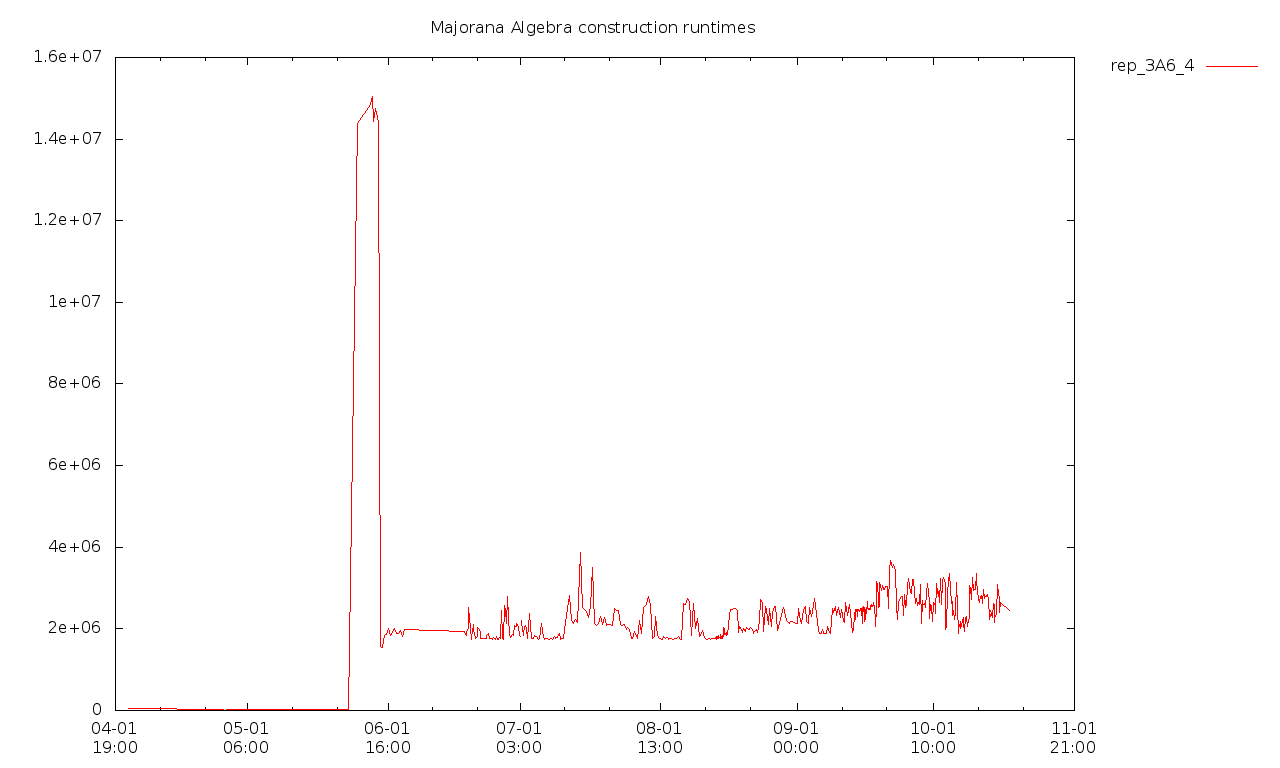 Majorana Algebra construction runtimes
rep_3A6_4
1.6e+07
1.4e+07
1.2e+07
1e+07
8e+06
6e+06
4e+06
2e+06
0
04-01 05-01 06-01 07-01 08-01 09-01 10-01 11-01
19:00 06:00 16:00 03:00 13:00 00:00 10:00 21:00